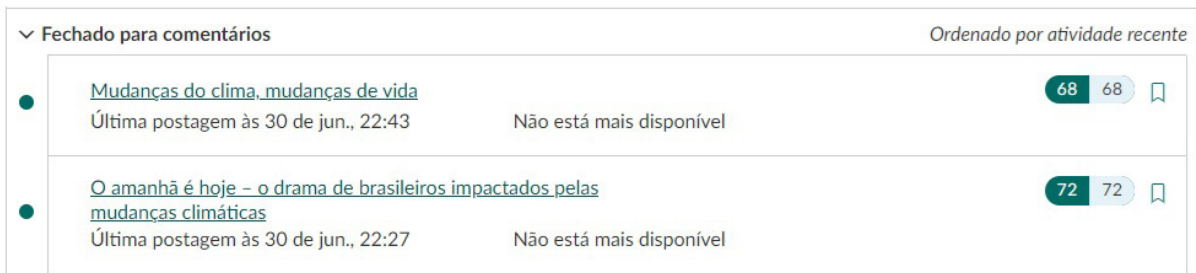 Fechado para comentários
Ordenado por atividade recente
Mudanças do clima, mudanças de vida
68 68
Última postagem às 30 de jun., 22:43
Não está mais disponível
O amanhã é hoje – o drama de brasileiros impactados pelas
mudanças climáticas
72 72
Última postagem às 30 de jun., 22:27
Não está mais disponível